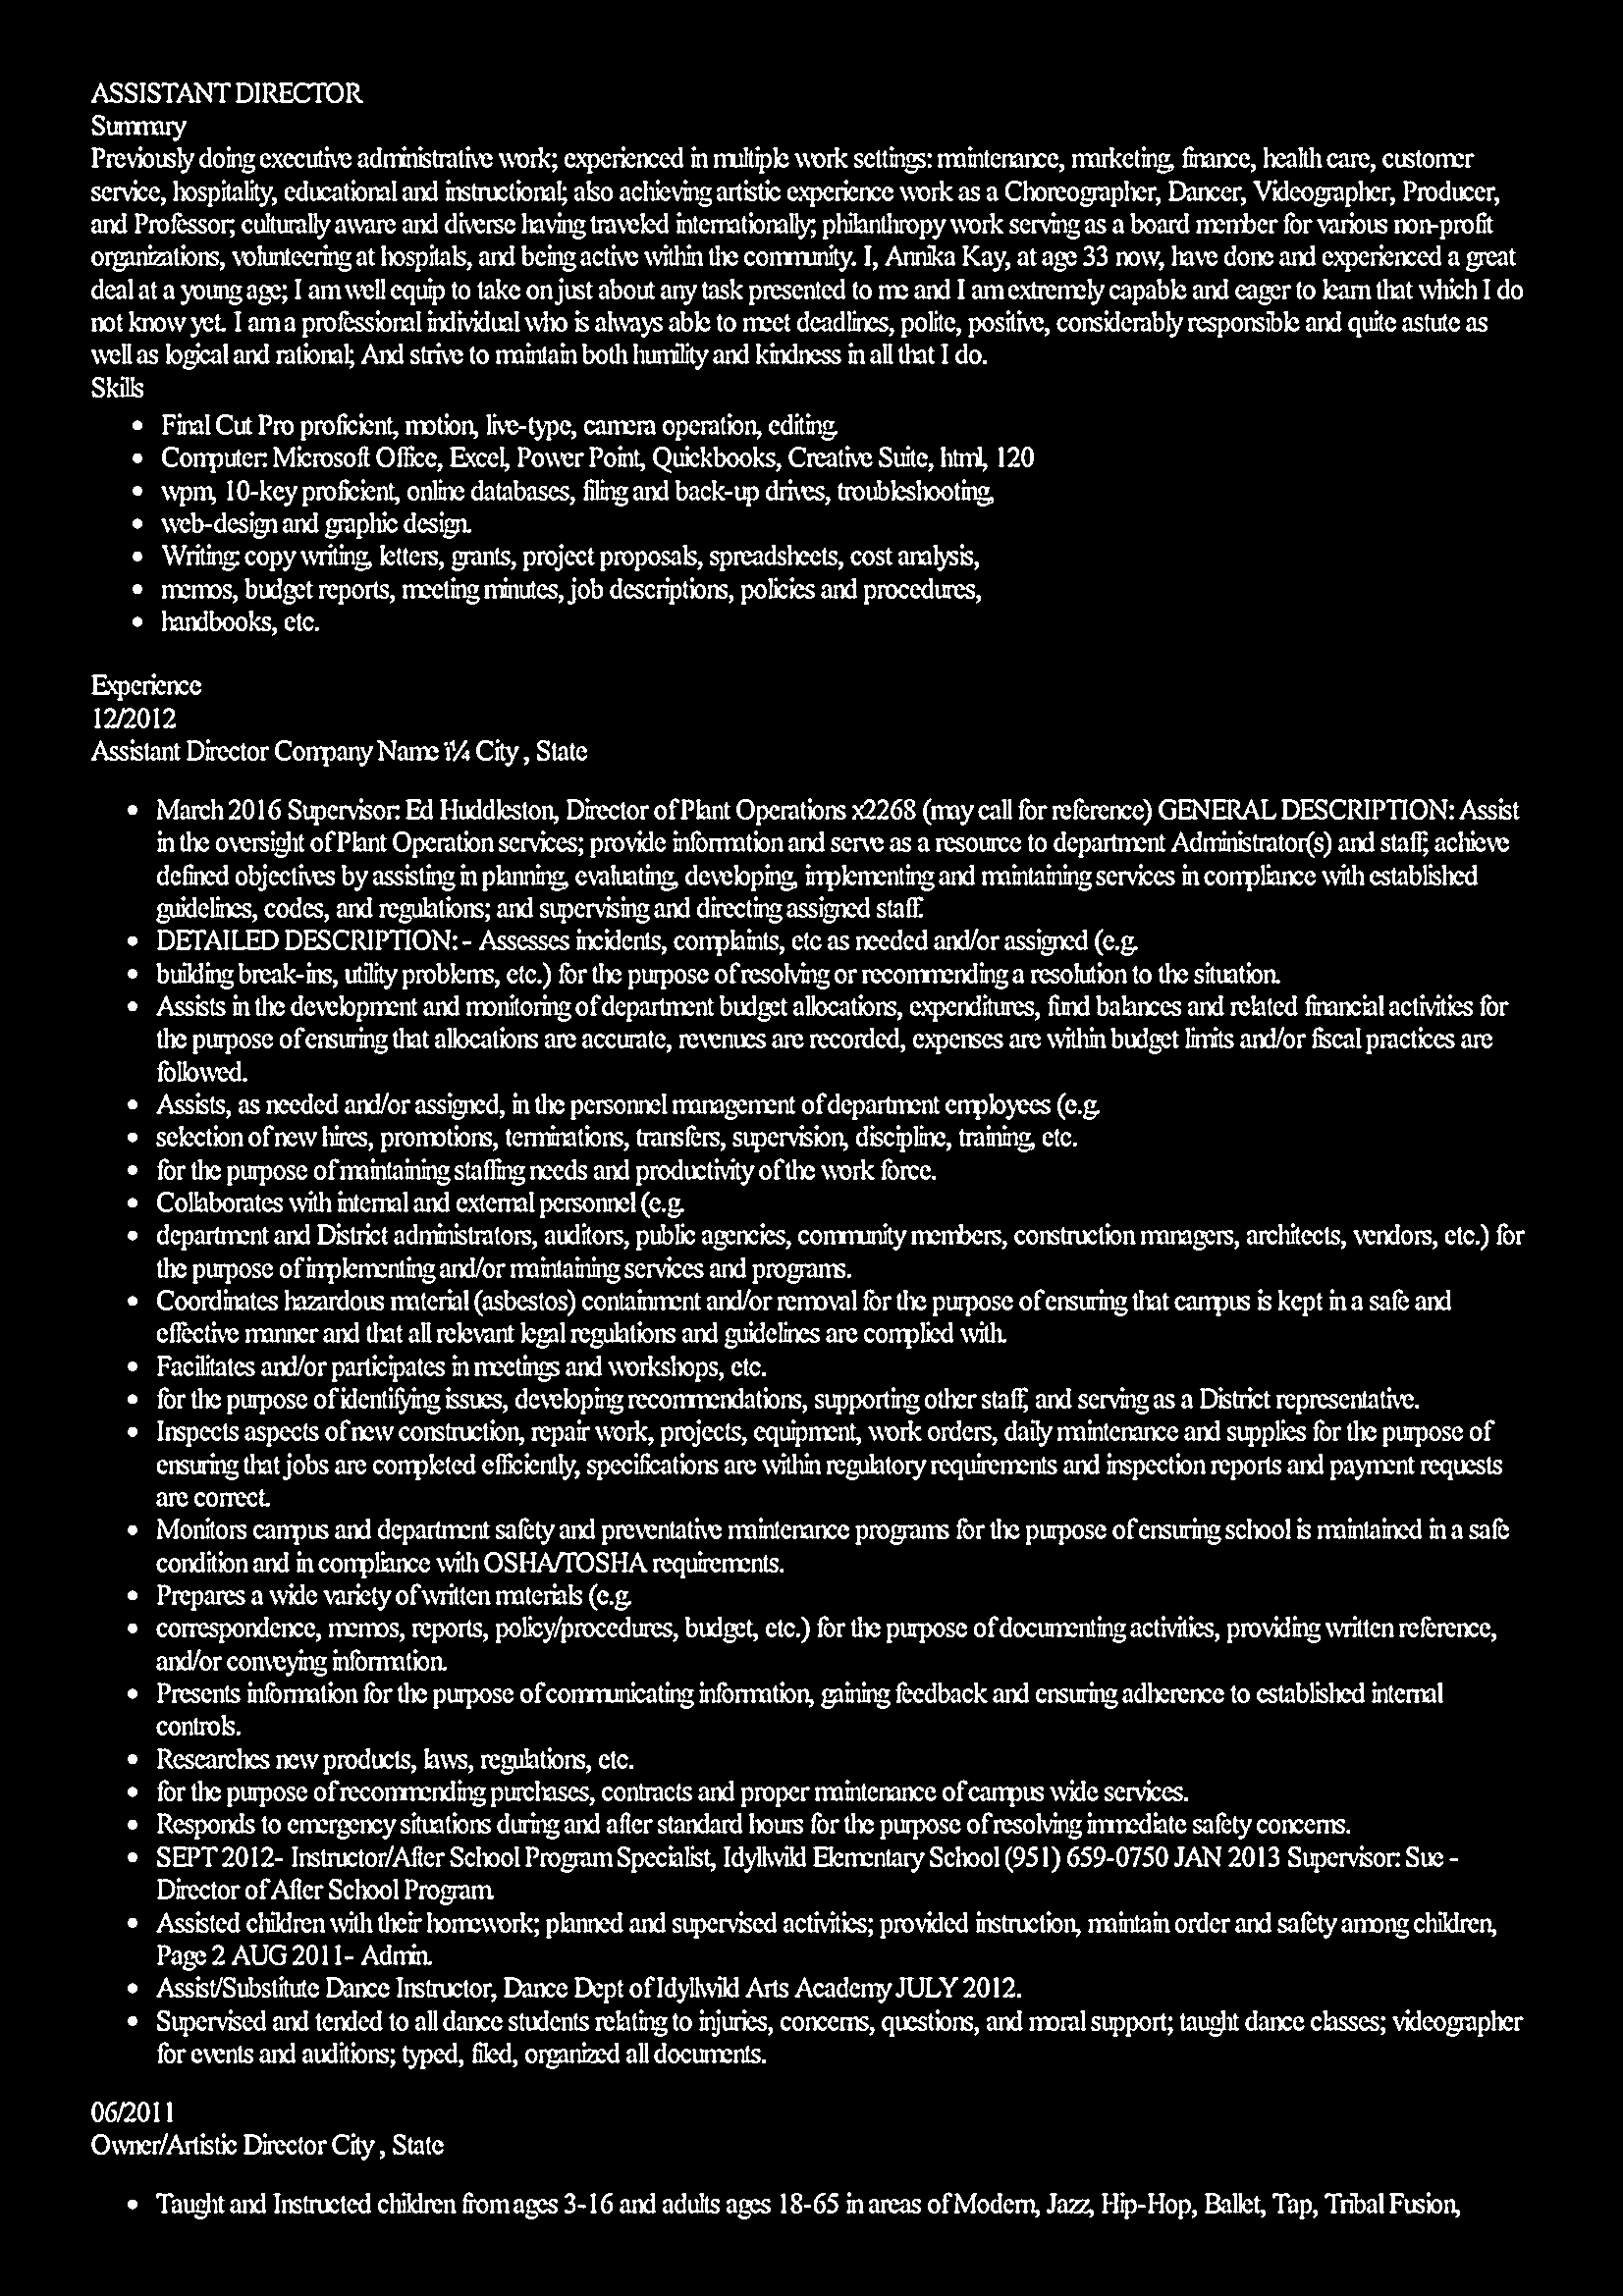 ASSISTANT DIRECTOR
Summary
Previously doing executive administrative work; experienced in multiple work settings: maintenance, marketing, finance, health care, customer
service, hospitality, educational and instructional; also achieving artistic experience work as a Choreographer, Dancer, Videographer, Producer,
and Professor; culturally aware and diverse having traveled internationally; philanthropy work serving as a board member for various non-profit
organizations, volunteering at hospitals, and being active within the community. I, Annika Kay, at age 33 now, have done and experienced a great
deal at a young age; I am well equip to take on just about any task presented to me and I am extremely capable and eager to learn that which I do
not know yet. I am a professional individual who is always able to meet deadlines, polite, positive, considerably responsible and quite astute as
well as logical and rational; And strive to maintain both humility and kindness in all that I do.
Skills
• Final Cut Pro proficient, motion, live-type, camera operation, editing.
• Computer: Microsoft Office, Excel, Power Point, Quickbooks, Creative Suite, html, 120
• wpm, 10-key proficient, online databases, filing and back-up drives, troubleshooting,
• web-design and graphic design.
• Writing: copy writing, letters, grants, project proposals, spreadsheets, cost analysis,
• memos, budget reports, meeting minutes, job descriptions, policies and procedures,
• handbooks, etc.
Experience
12/2012
Assistant Director Company Name ï¼ City , State
• March 2016 Supervisor: Ed Huddleston, Director of Plant Operations x2268 (may call for reference) GENERAL DESCRIPTION: Assist
in the oversight of Plant Operation services; provide information and serve as a resource to department Administrator(s) and staff; achieve
defined objectives by assisting in planning, evaluating, developing, implementing and maintaining services in compliance with established
guidelines, codes, and regulations; and supervising and directing assigned staff.
• DETAILED DESCRIPTION: - Assesses incidents, complaints, etc as needed and/or assigned (e.g.
• building break-ins, utility problems, etc.) for the purpose of resolving or recommending a resolution to the situation.
• Assists in the development and monitoring of department budget allocations, expenditures, fund balances and related financial activities for
the purpose of ensuring that allocations are accurate, revenues are recorded, expenses are within budget limits and/or fiscal practices are
followed.
• Assists, as needed and/or assigned, in the personnel management of department employees (e.g.
• selection of new hires, promotions, terminations, transfers, supervision, discipline, training, etc.
• for the purpose of maintaining staffing needs and productivity of the work force.
• Collaborates with internal and external personnel (e.g.
• department and District administrators, auditors, public agencies, community members, construction managers, architects, vendors, etc.) for
the purpose of implementing and/or maintaining services and programs.
• Coordinates hazardous material (asbestos) containment and/or removal for the purpose of ensuring that campus is kept in a safe and
effective manner and that all relevant legal regulations and guidelines are complied with.
• Facilitates and/or participates in meetings and workshops, etc.
• for the purpose of identifying issues, developing recommendations, supporting other staff, and serving as a District representative.
• Inspects aspects of new construction, repair work, projects, equipment, work orders, daily maintenance and supplies for the purpose of
ensuring that jobs are completed efficiently, specifications are within regulatory requirements and inspection reports and payment requests
are correct.
• Monitors campus and department safety and preventative maintenance programs for the purpose of ensuring school is maintained in a safe
condition and in compliance with OSHA/TOSHA requirements.
• Prepares a wide variety of written materials (e.g.
• correspondence, memos, reports, policy/procedures, budget, etc.) for the purpose of documenting activities, providing written reference,
and/or conveying information.
• Presents information for the purpose of communicating information, gaining feedback and ensuring adherence to established internal
controls.
• Researches new products, laws, regulations, etc.
• for the purpose of recommending purchases, contracts and proper maintenance of campus wide services.
• Responds to emergency situations during and after standard hours for the purpose of resolving immediate safety concerns.
• SEPT 2012- Instructor/After School Program Specialist, Idyllwild Elementary School (951) 659-0750 JAN 2013 Supervisor: Sue -
Director of After School Program.
• Assisted children with their homework; planned and supervised activities; provided instruction, maintain order and safety among children,
Page 2 AUG 2011- Admin.
• Assist/Substitute Dance Instructor, Dance Dept of Idyllwild Arts Academy JULY 2012.
• Supervised and tended to all dance students relating to injuries, concerns, questions, and moral support; taught dance classes; videographer
for events and auditions; typed, filed, organized all documents.
06/2011
Owner/Artistic Director City , State
• Taught and Instructed children from ages 3-16 and adults ages 18-65 in areas of Modern, Jazz, Hip-Hop, Ballet, Tap, Tribal Fusion,